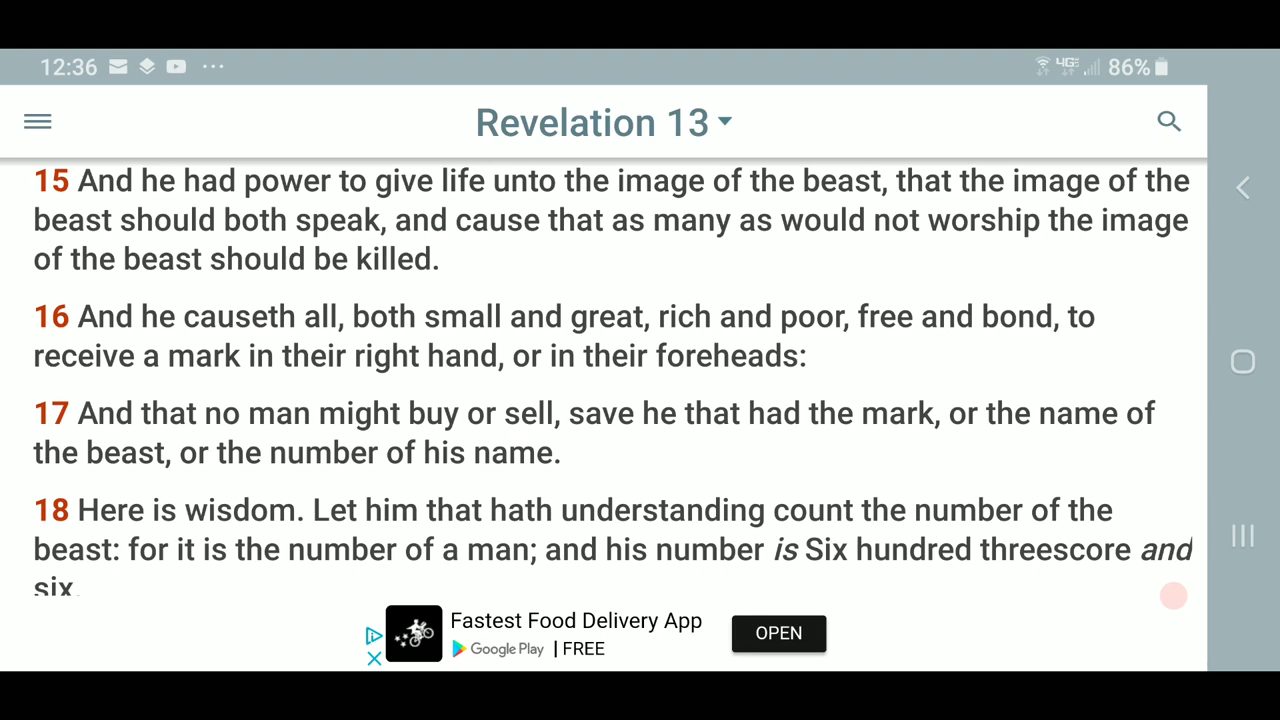 12:36 ... 4G 86%
Revelation 13
15 And he had power to give life unto the image of the beast, that the image of the
beast should both speak, and cause that as many as would not worship the image
of the beast should be killed.
16 And he causeth all, both small and great, rich and poor, free and bond, to
receive a mark in their right hand, or in their foreheads:
17 And that no man might buy or sell, save he that had the mark, or the name of
the beast, or the number of his name.
18 Here is wisdom. Let him that hath understanding count the number of the
beast: for it is the number of a man; and his number is Six hundred threescore and
six.
Fastest Food Delivery App
Google Play | FREE
OPEN